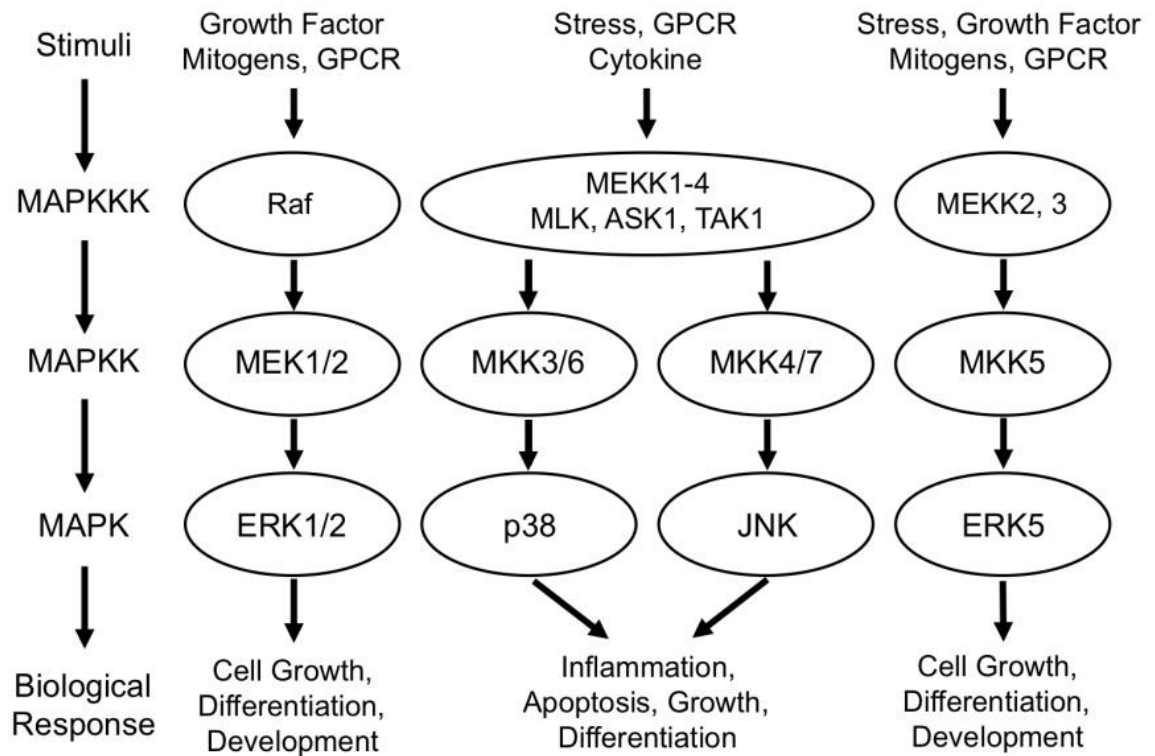 Stimuli
Growth Factor
Mitogens, GPCR
Stress, GPCR
Cytokine
Stress, Growth Factor
Mitogens, GPCR
MAPKKK
Raf
MEKK1-4
MLK, ASK1, TAK1
MEKK2, 3
MAPKK
MEK1/2
MKK3/6
MKK4/7
MKK5
MAPK
ERK1/2
p38
JNK
ERK5
Biological
Response
Cell Growth,
Differentiation,
Development
Inflammation,
Apoptosis, Growth,
Differentiation
Cell Growth,
Differentiation,
Development